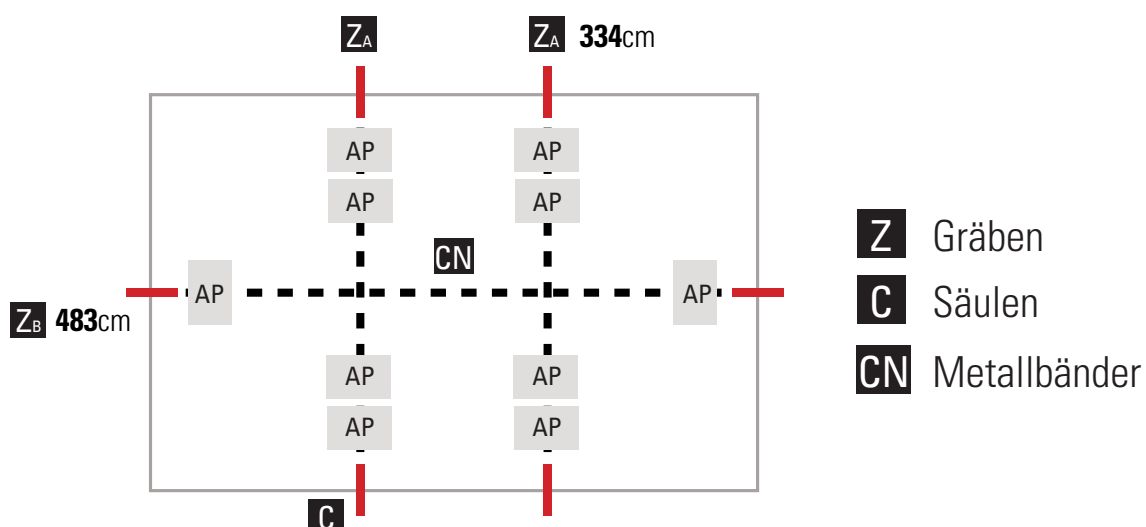 ZA ZA 334cm
AP AP
AP AP
CN
AP AP
ZB 483cm
AP AP
AP AP
C
Z Gräben
C Säulen
CN Metallbänder